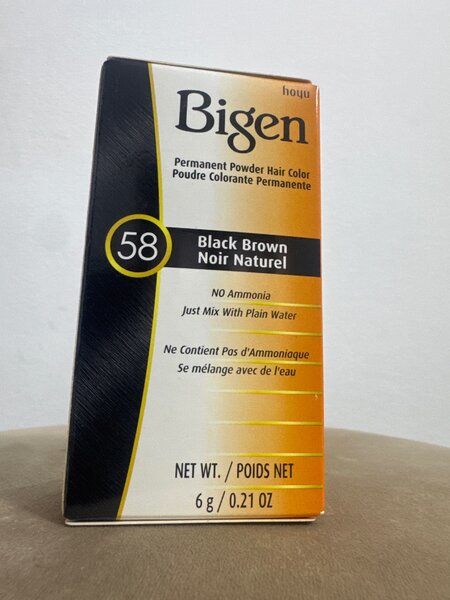 hoyu
Bigen
Permanent Powder Hair Color
Poudre Colorante Permanente
58
Black Brown
Noir Naturel
NO Ammonia
Just Mix With Plain Water
Ne Contient Pas d'Ammoniaque
Se mélange avec de l'eau
NET WT. / POIDS NET
6 g / 0.21 OZ